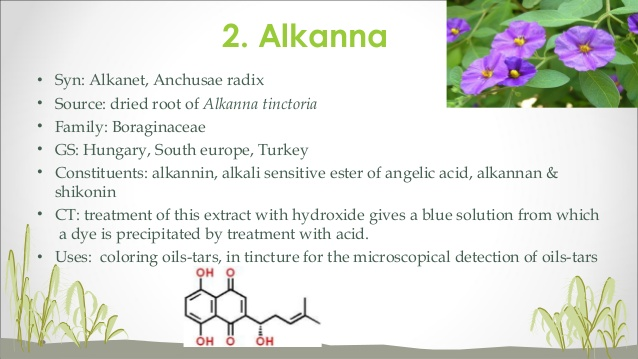 2. Alkanna
• Syn: Alkanet, Anchusae radix
• Source: dried root of Alkanna tinctoria
• Family: Boraginaceae
• GS: Hungary, South europe, Turkey
• Constituents: alkannin, alkali sensitive ester of angelic acid, alkannan &
shikonin
• CT: treatment of this extract with hydroxide gives a blue solution from which
a dye is precipitated by treatment with acid.
• Uses: coloring oils-tars, in tincture for the microscopical detection of oils-tars
OH O
OH O OH